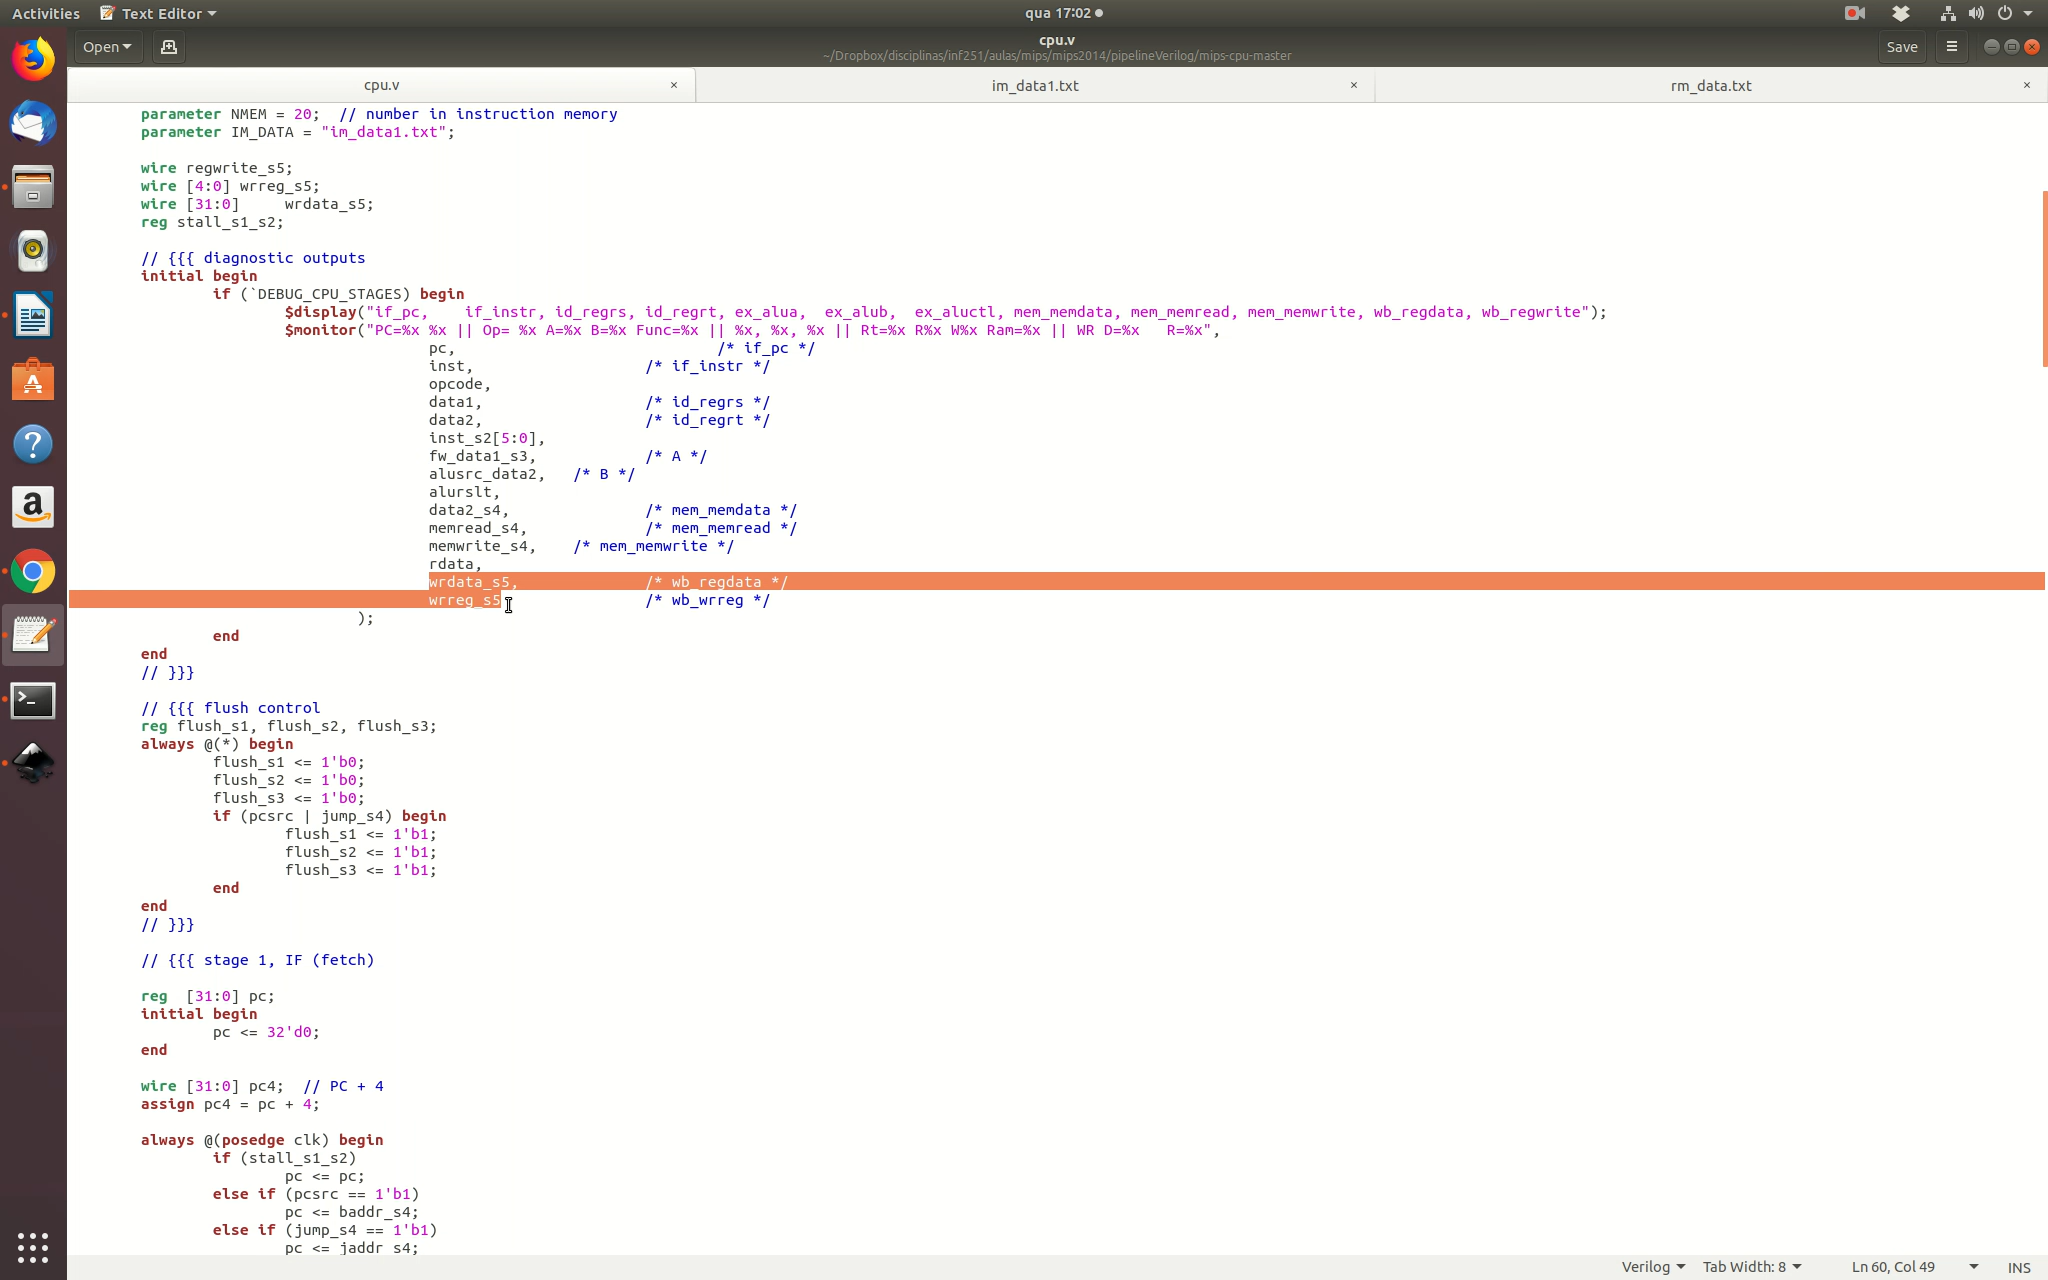 Activities Text Editor qua 17:02
Open cpu.v Save
~/Dropbox/disciplinas/inf251/aulas/mips/mips2014/pipelineVerilog/mips-cpu-master
cpu.v × im_data1.txt × rm_data.txt ×
parameter NMEM = 20;  // number in instruction memory
parameter IM_DATA = "im_data1.txt";
wire regwrite_s5;
wire [4:0] wrreg_s5;
wire [31:0]     wrdata_s5;
reg stall_s1_s2;
// {{{ diagnostic outputs
initial begin
if (`DEBUG_CPU_STAGES) begin
$display("if_pc,    if_instr, id_regrs, id_regrt, ex_alua,  ex_alub,  ex_aluctl, mem_memdata, mem_memread, mem_memwrite, wb_regdata, wb_regwrite");
$monitor("PC=%x %x || Op= %x A=%x B=%x Func=%x || %x, %x, %x || Rt=%x R%x W%x Ram=%x || WR D=%x   R=%x",
pc, /* if_pc */
inst, /* if_instr */
opcode,
data1, /* id_regrs */
data2, /* id_regrt */
inst_s2[5:0],
fw_data1_s3, /* A */
alusrc_data2, /* B */
alurslt,
data2_s4, /* mem_memdata */
memread_s4, /* mem_memread */
memwrite_s4, /* mem_memwrite */
rdata,
wrdata_s5, /* wb_regdata */
wrreg_s5 /* wb_wrreg */
);
end
end
// }}}
// {{{ flush control
reg flush_s1, flush_s2, flush_s3;
always @(*) begin
flush_s1 <= 1'b0;
flush_s2 <= 1'b0;
flush_s3 <= 1'b0;
if (pcsrc | jump_s4) begin
flush_s1 <= 1'b1;
flush_s2 <= 1'b1;
flush_s3 <= 1'b1;
end
end
// }}}
// {{{ stage 1, IF (fetch)
reg  [31:0] pc;
initial begin
pc <= 32'd0;
end
wire [31:0] pc4;  // PC + 4
assign pc4 = pc + 4;
always @(posedge clk) begin
if (stall_s1_s2)
pc <= pc;
else if (pcsrc == 1'b1)
pc <= baddr_s4;
else if (jump_s4 == 1'b1)
pc <= jaddr_s4;
Verilog Tab Width: 8 Ln 60, Col 49 INS